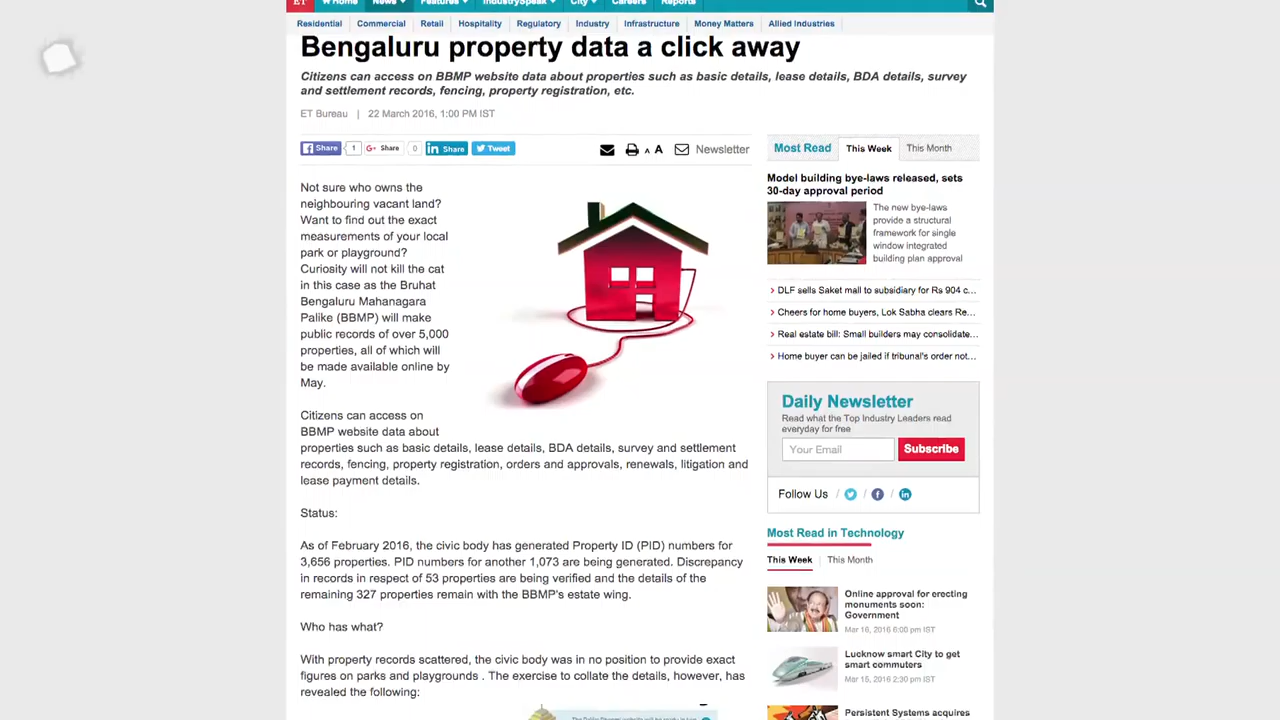 ET Home News Features IndustrySpeak City Careers Reports
Residential Commercial Retail Hospitality Regulatory Industry Infrastructure Money Matters Allied Industries
Bengaluru property data a click away
Citizens can access on BBMP website data about properties such as basic details, lease details, BDA details, survey
and settlement records, fencing, property registration, etc.
ET Bureau | 22 March 2016, 1:00 PM IST
Share 1 Share 0 Share Tweet A A Newsletter
Not sure who owns the
neighbouring vacant land?
Want to find out the exact
measurements of your local
park or playground?
Curiosity will not kill the cat
in this case as the Bruhat
Bengaluru Mahanagara
Palike (BBMP) will make
public records of over 5,000
properties, all of which will
be made available online by
May.
Citizens can access on
BBMP website data about
properties such as basic details, lease details, BDA details, survey and settlement
records, fencing, property registration, orders and approvals, renewals, litigation and
lease payment details.
Status:
As of February 2016, the civic body has generated Property ID (PID) numbers for
3,656 properties. PID numbers for another 1,073 are being generated. Discrepancy
in records in respect of 53 properties are being verified and the details of the
remaining 327 properties remain with the BBMP's estate wing.
Who has what?
With property records scattered, the civic body was in no position to provide exact
figures on parks and playgrounds . The exercise to collate the details, however, has
revealed the following:
Most Read This Week This Month
Model building bye-laws released, sets
30-day approval period
The new bye-laws
provide a structural
framework for single
window integrated
building plan approval
DLF sells Saket mall to subsidiary for Rs 904 c...
Cheers for home buyers, Lok Sabha clears Re...
Real estate bill: Small builders may consolidate...
Home buyer can be jailed if tribunal's order not...
Daily Newsletter
Read what the Top Industry Leaders read
everyday for free
Your Email Subscribe
Follow Us / / /
Most Read in Technology
This Week This Month
Online approval for erecting
monuments soon:
Government
Mar 16, 2016 6:00 pm IST
Lucknow smart City to get
smart commuters
Mar 15, 2016 2:30 pm IST
Persistent Systems acquires